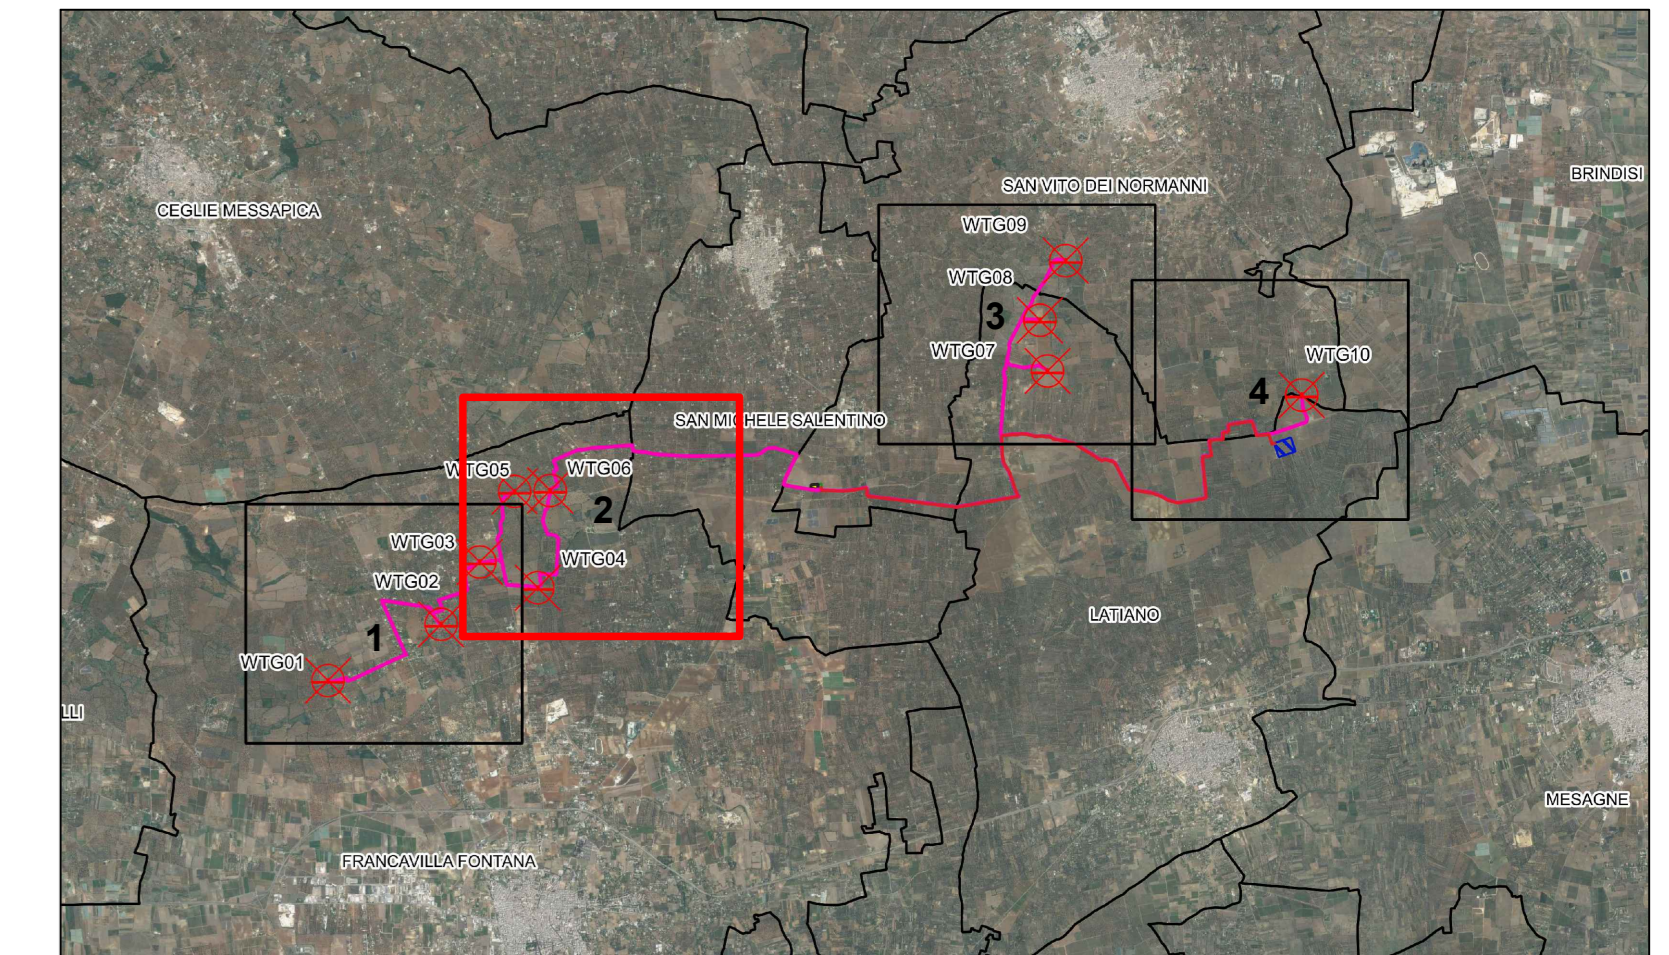 BRINDISI
SAN VITO DEI NORMANNI
CEGLIE MESSAPICA
WTG09
WTG08
3
WTG07
WTG10
4
SAN MICHELE SALENTINO
WTG05
WTG06
2
WTG03
WTG04
WTG02
LATIANO
1
WTG01
LLI
MESAGNE
FRANCAVILLA FONTANA